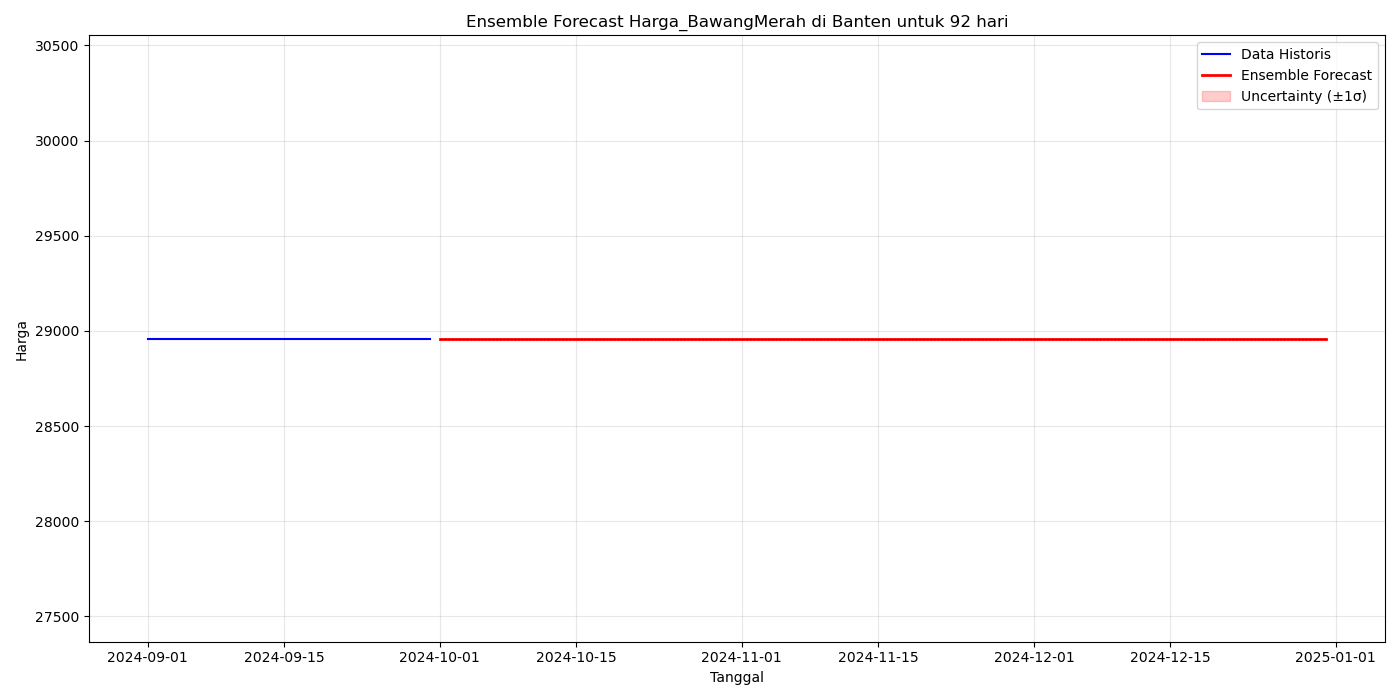 Ensemble Forecast Harga_BawangMerah di Banten untuk 92 hari
Data Historis
Ensemble Forecast
Uncertainty (±1σ)
30500
30000
29500
29000
28500
28000
27500
Harga
2024-09-01
2024-09-15
2024-10-01
2024-10-15
2024-11-01
2024-11-15
2024-12-01
2024-12-15
2025-01-01
Tanggal